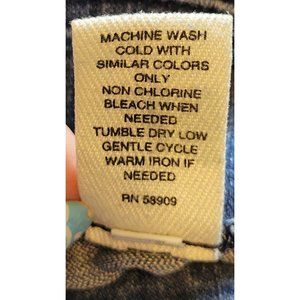 MACHINE WASH
COLD WITH
SIMILAR COLORS
ONLY
NON CHLORINE
BLEACH WHEN
NEEDED
TUMBLE DRY LOW
GENTLE CYCLE
WARM IRON IF
NEEDED
RN 58909